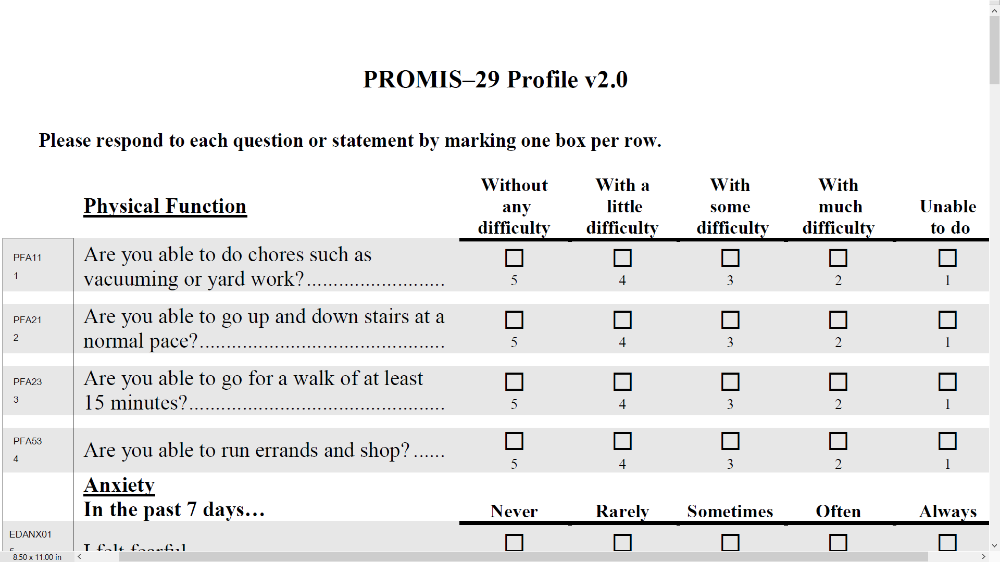 PROMIS–29 Profile v2.0
Please respond to each question or statement by marking one box per row.
Physical Function
Without any difficulty
With a little difficulty
With some difficulty
With much difficulty
Unable to do
PFA11
1
Are you able to do chores such as
vacuuming or yard work?..........................
5 4 3 2 1
PFA21
2
Are you able to go up and down stairs at a
normal pace?..............................................
5 4 3 2 1
PFA23
3
Are you able to go for a walk of at least
15 minutes?................................................
5 4 3 2 1
PFA53
4
Are you able to run errands and shop?......
5 4 3 2 1
Anxiety
In the past 7 days…
Never Rarely Sometimes Often Always
EDANX01
5
I felt fearful
8.50 x 11.00 in